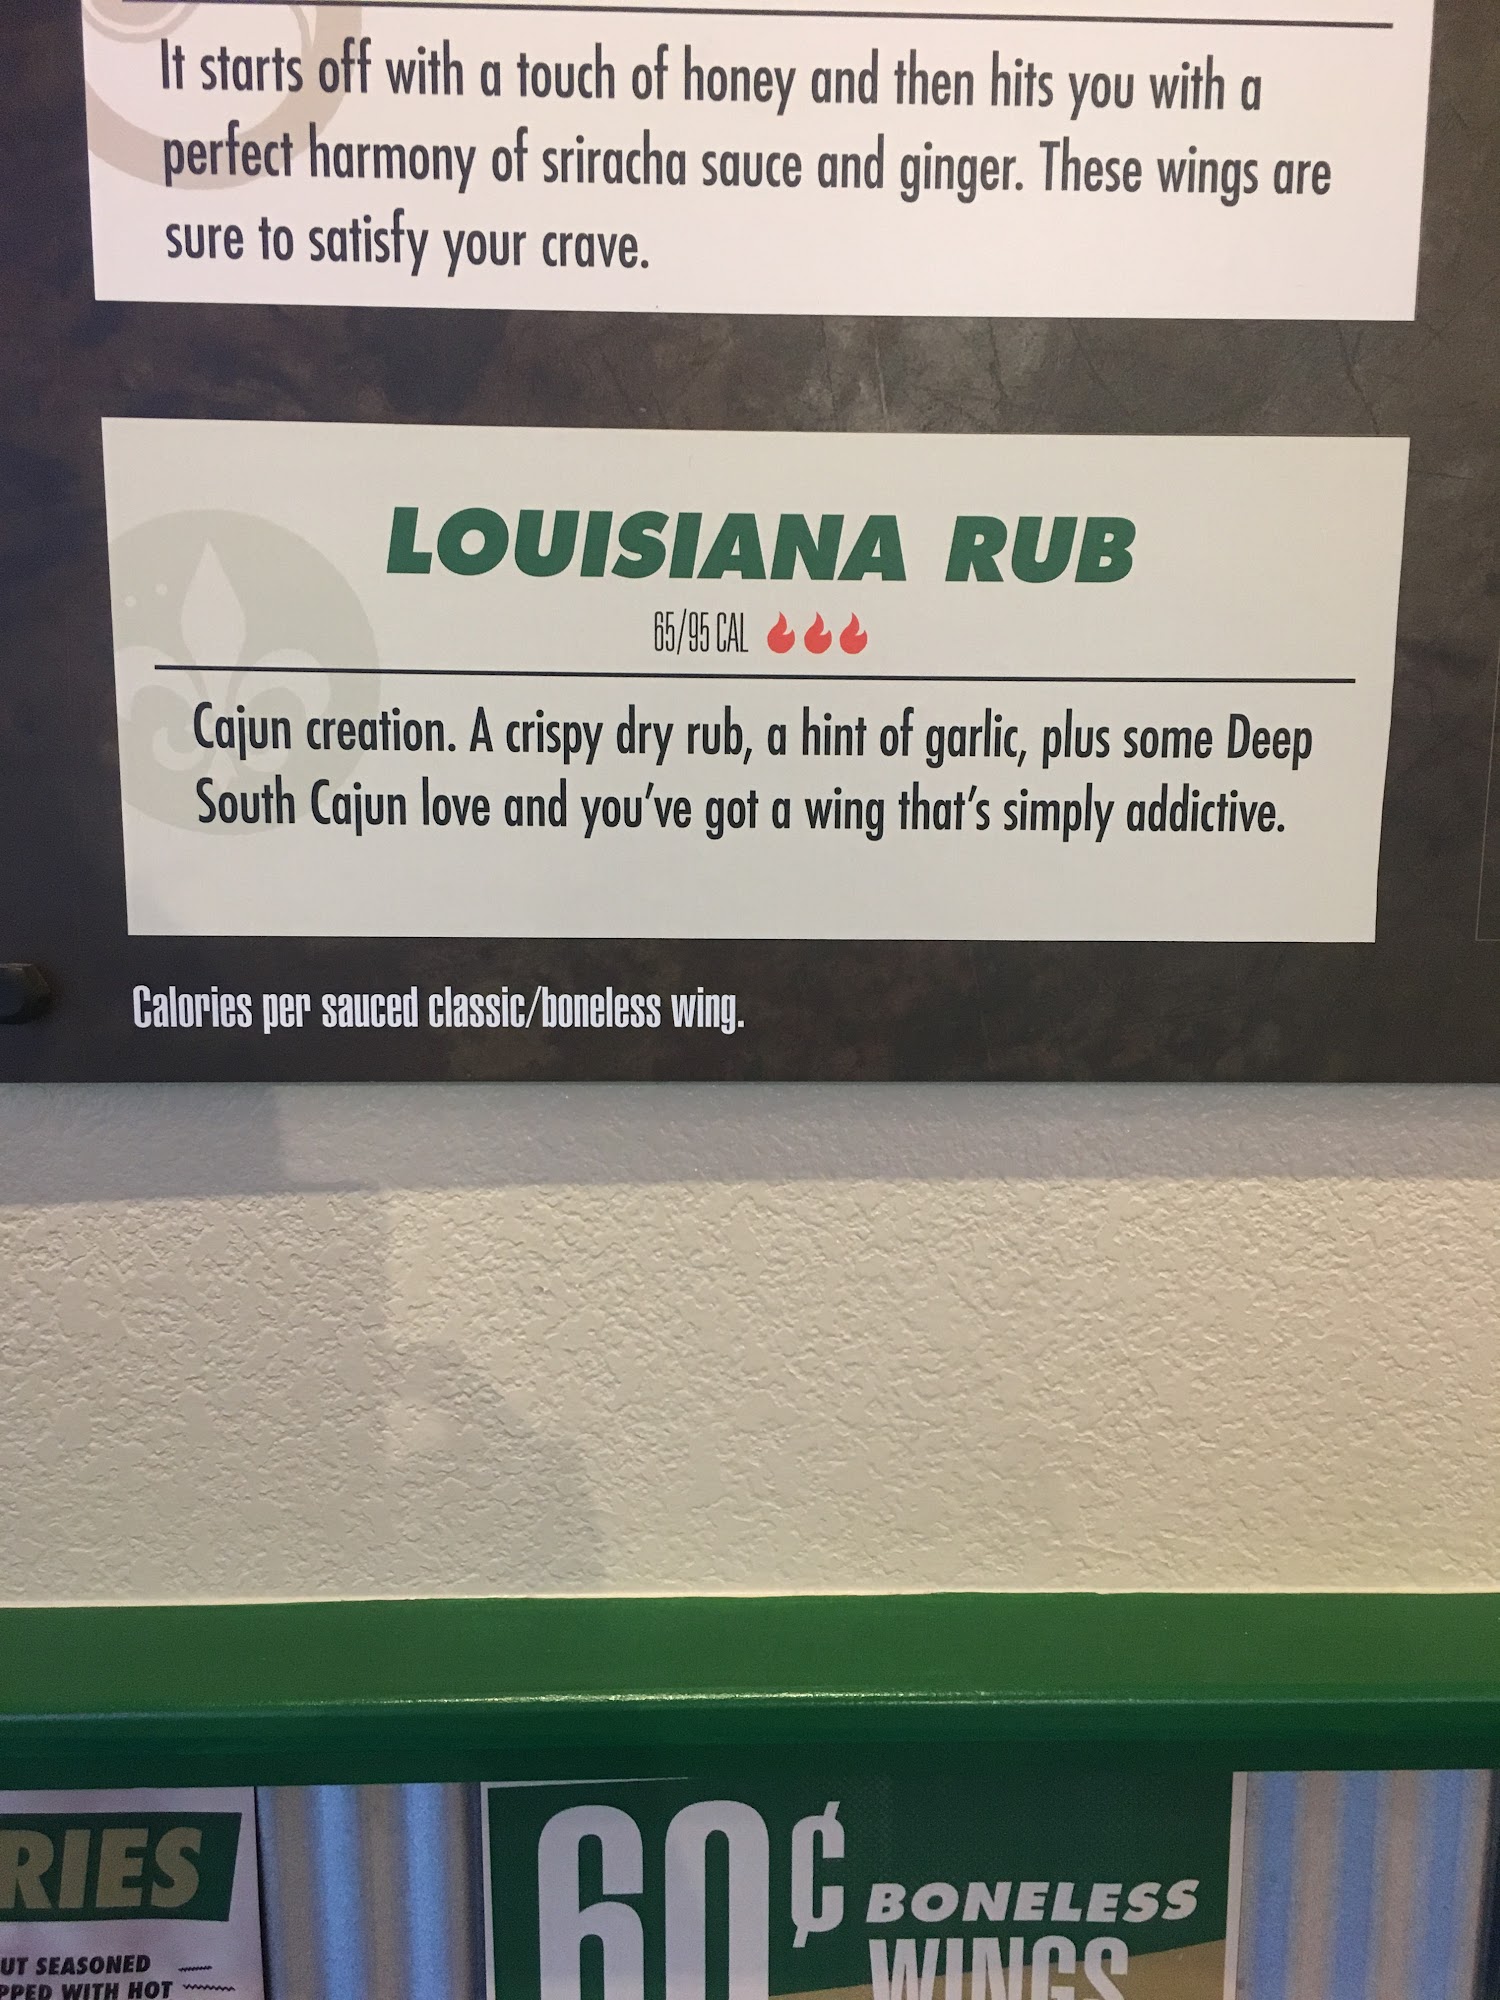 It starts off with a touch of honey and then hits you with a
perfect harmony of sriracha sauce and ginger. These wings are
sure to satisfy your crave.
LOUISIANA RUB
65/95 CAL
Cajun creation. A crispy dry rub, a hint of garlic, plus some Deep
South Cajun love and you've got a wing that's simply addictive.
Calories per sauced classic/boneless wing.
RIES
UT SEASONED
PPED WITH HOT
60¢ BONELESS
WINGS